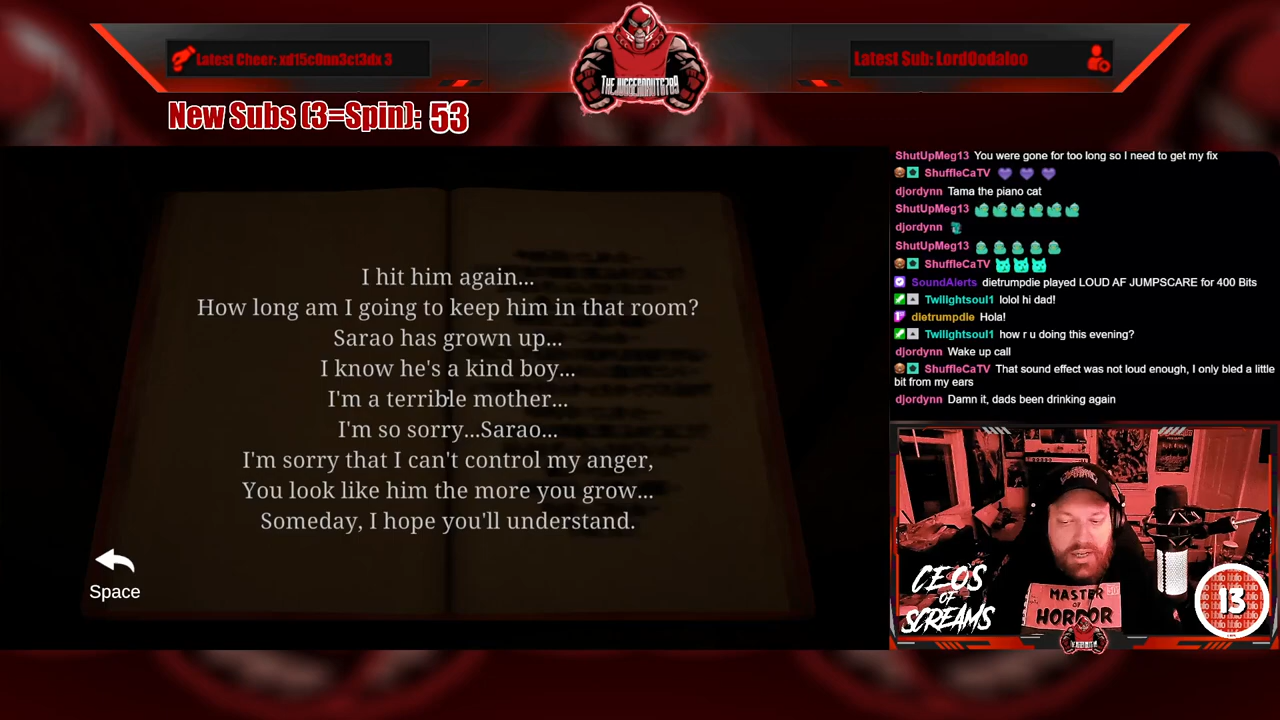 Latest Cheer: xd15c0nn3ct3dx 3
THEJUGGERNAUT6789
Latest Sub: LordOodaloo
New Subs (3=Spin): 53
I hit him again...
How long am I going to keep him in that room?
Sarao has grown up...
I know he's a kind boy...
I'm a terrible mother...
I'm so sorry...Sarao...
I'm sorry that I can't control my anger,
You look like him the more you grow...
Someday, I hope you'll understand.
Space
ShutUpMeg13 You were gone for too long so I need to get my fix
ShuffleCaTV
djordynn Tama the piano cat
ShutUpMeg13
djordynn
ShutUpMeg13
ShuffleCaTV
SoundAlerts dietrumpdie played LOUD AF JUMPSCARE for 400 Bits
Twilightsoul1 lolol hi dad!
dietrumpdie Hola!
Twilightsoul1 how r u doing this evening?
djordynn Wake up call
ShuffleCaTV That sound effect was not loud enough, I only bled a little
bit from my ears
djordynn Damn it, dads been drinking again
CEO'S
OF
SCREAMS
MASTER
OF
HORROR
13